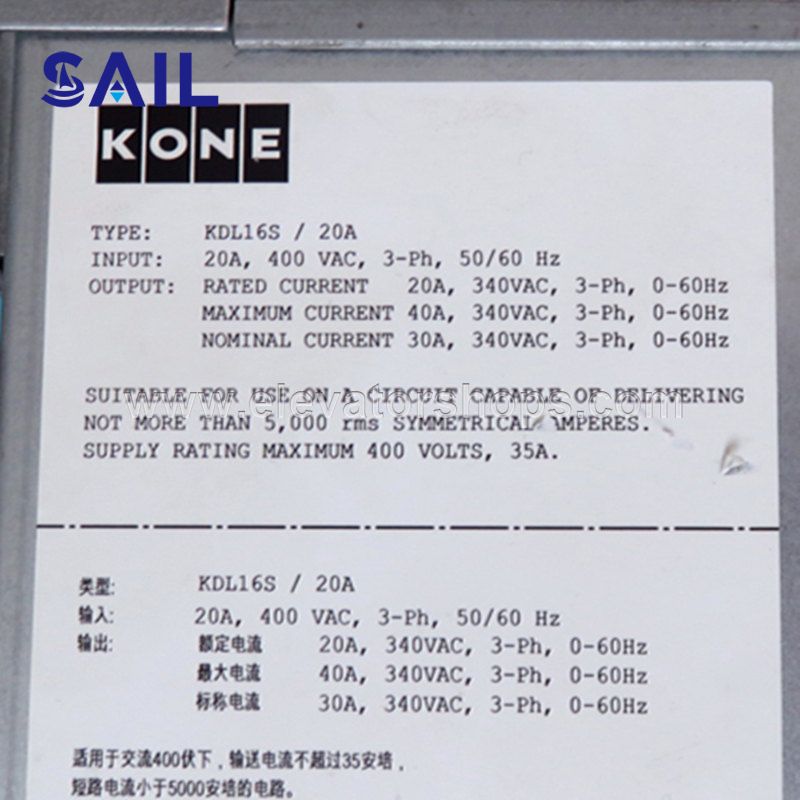 SAIL
KONE
TYPE: KDL16S / 20A
INPUT: 20A, 400 VAC, 3-Ph, 50/60 Hz
OUTPUT: RATED CURRENT 20A, 340VAC, 3-Ph, 0-60Hz
MAXIMUM CURRENT 40A, 340VAC, 3-Ph, 0-60Hz
NOMINAL CURRENT 30A, 340VAC, 3-Ph, 0-60Hz
SUITABLE FOR USE ON A CIRCUIT CAPABLE OF DELIVERING
www.elevatorshops.com
NOT MORE THAN 5,000 rms SYMMETRICAL AMPERES.
SUPPLY RATING MAXIMUM 400 VOLTS, 35A.
类型: KDL16S / 20A
输入: 20A, 400 VAC, 3-Ph, 50/60 Hz
输出: 额定电流 20A, 340VAC, 3-Ph, 0-60Hz
最大电流 40A, 340VAC, 3-Ph, 0-60Hz
标称电流 30A, 340VAC, 3-Ph, 0-60Hz
适用于交流400伏下，输送电流不超过35安培，
短路电流小于5000安培的电路。